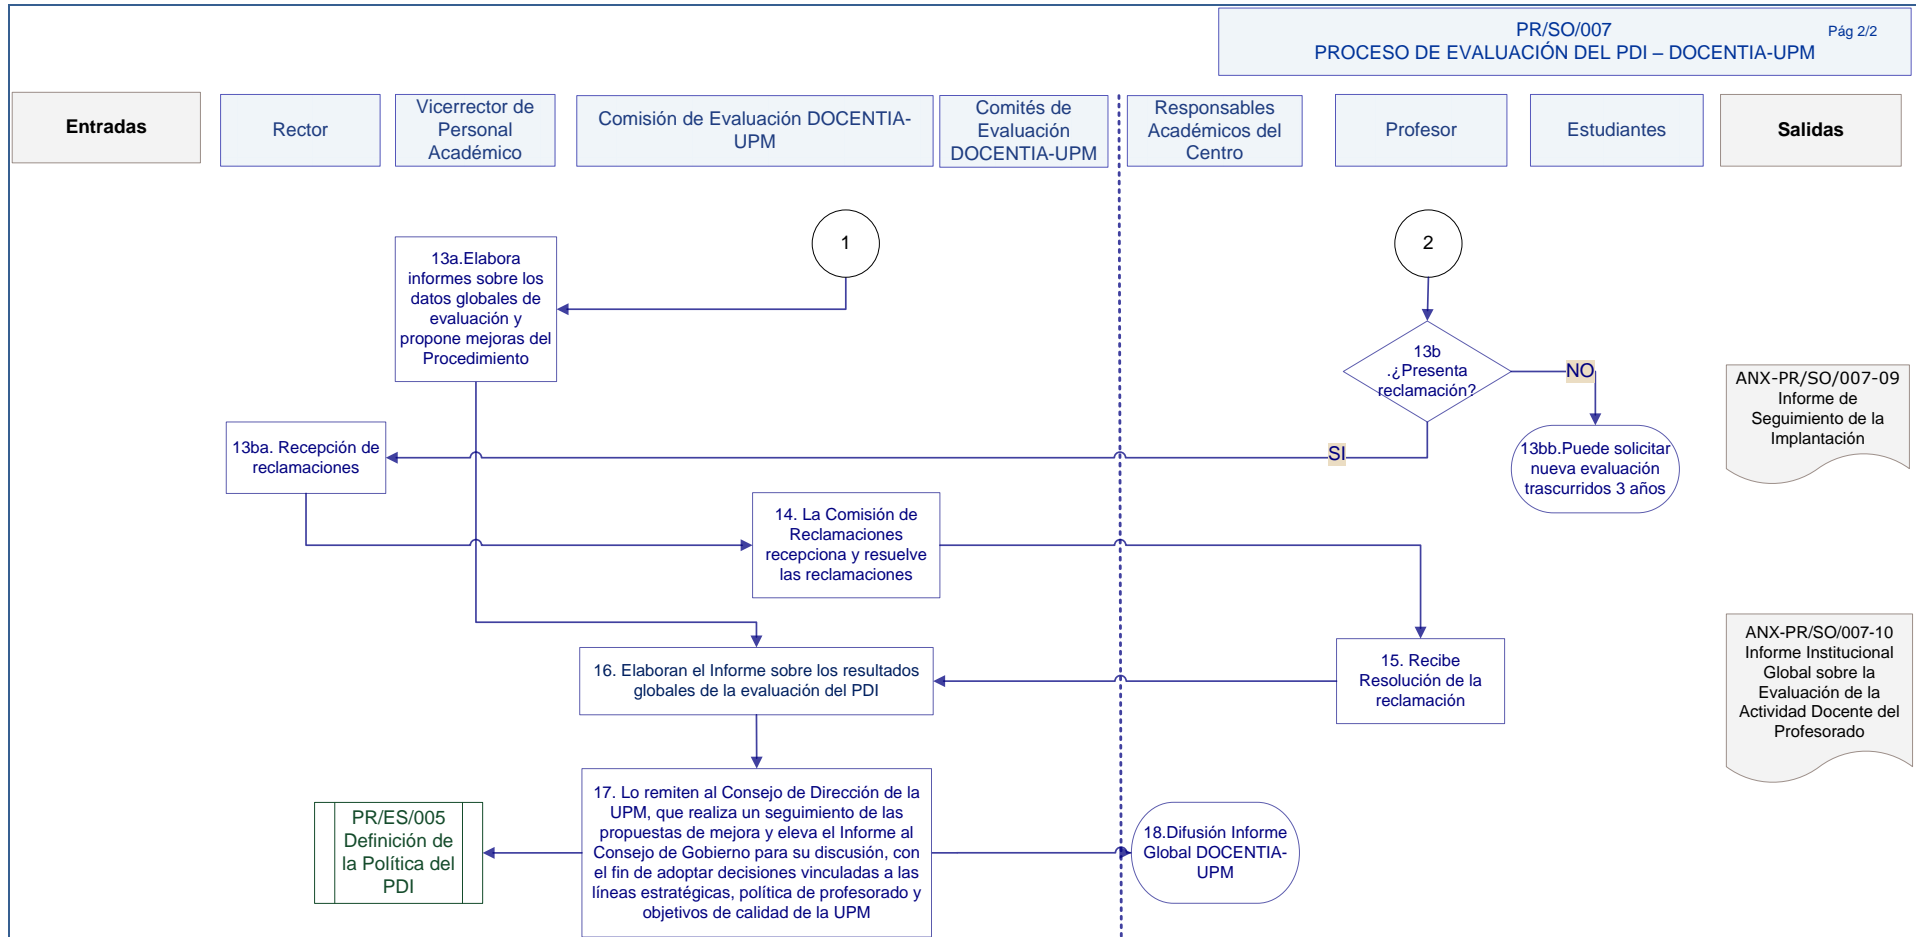 PR/SO/007
Pág 2/2
PROCESO DE EVALUACIÓN DEL PDI – DOCENTIA-UPM
Entradas
Rector
Vicerrector de
Personal
Académico
Comisión de Evaluación DOCENTIA-
UPM
Comités de
Evaluación
DOCENTIA-UPM
Responsables
Académicos del
Centro
Profesor
Estudiantes
Salidas
1
2
13a.Elabora
informes sobre los
datos globales de
evaluación y
propone mejoras del
Procedimiento
13b
.¿Presenta
reclamación?
NO
ANX-PR/SO/007-09
Informe de
Seguimiento de la
Implantación
13ba. Recepción de
reclamaciones
SI
13bb.Puede solicitar
nueva evaluación
trascurridos 3 años
14. La Comisión de
Reclamaciones
recepciona y resuelve
las reclamaciones
16. Elaboran el Informe sobre los resultados
globales de la evaluación del PDI
15. Recibe
Resolución de la
reclamación
ANX-PR/SO/007-10
Informe Institucional
Global sobre la
Evaluación de la
Actividad Docente del
Profesorado
PR/ES/005
Definición de
la Política del
PDI
17. Lo remiten al Consejo de Dirección de la
UPM, que realiza un seguimiento de las
propuestas de mejora y eleva el Informe al
Consejo de Gobierno para su discusión, con
el fin de adoptar decisiones vinculadas a las
líneas estratégicas, política de profesorado y
objetivos de calidad de la UPM
18.Difusión Informe
Global DOCENTIA-
UPM